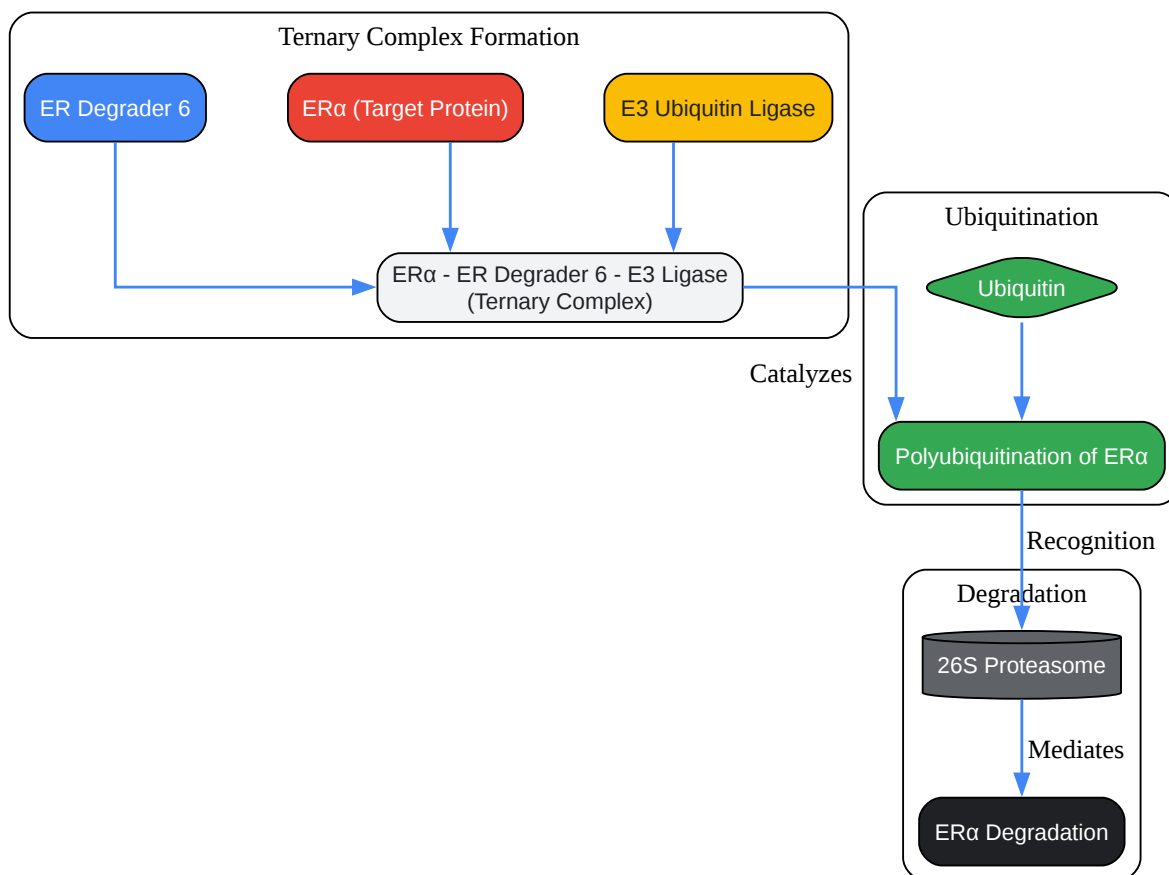 Ternary Complex Formation
ER Degrader 6
ERα (Target Protein)
E3 Ubiquitin Ligase
ERα - ER Degrader 6 - E3 Ligase
(Ternary Complex)
Ubiquitination
Ubiquitin
Catalyzes
Polyubiquitination of ERα
Recognition
Degradation
26S Proteasome
Mediates
ERα Degradation